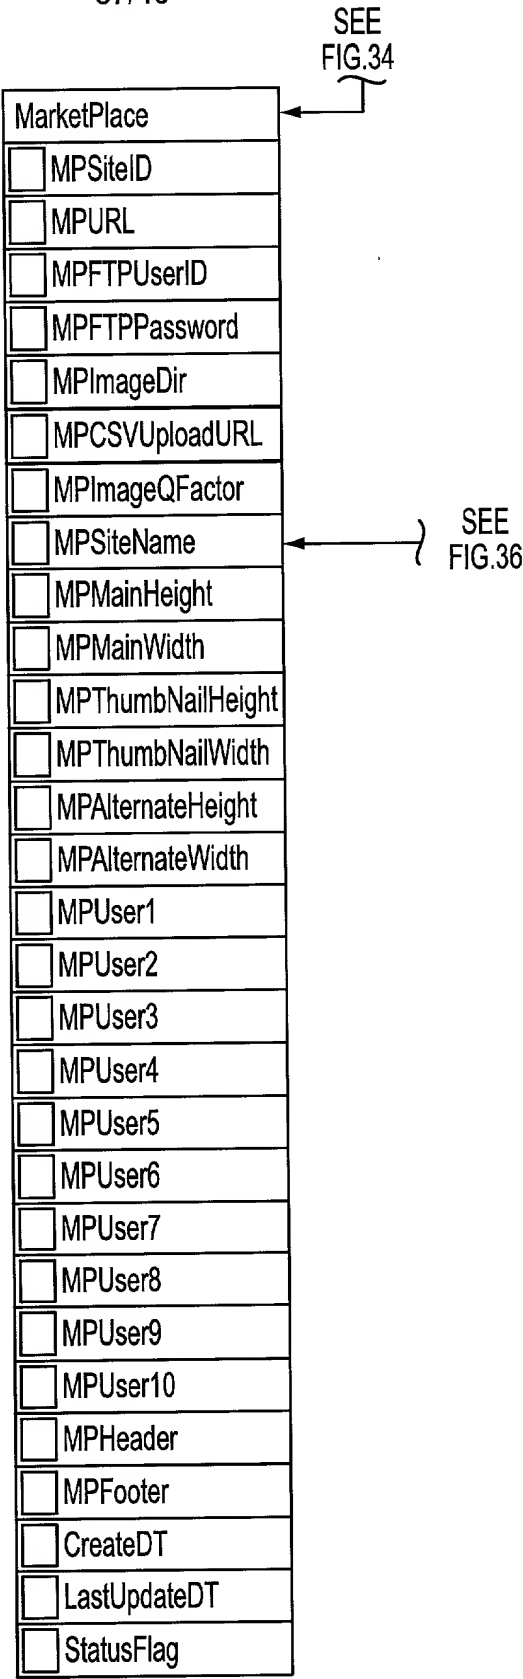 SEE
FIG.34
MarketPlace
MPSiteID
MPURL
MPFTPUserID
MPFTPPassword
MPImageDir
MPCSVUploadURL
MPImageQFactor
MPSiteName
SEE
FIG.36
MPMainHeight
MPMainWidth
MPThumbNailHeight
MPThumbNailWidth
MPAlternateHeight
MPAlternateWidth
MPUser1
MPUser2
MPUser3
MPUser4
MPUser5
MPUser6
MPUser7
MPUser8
MPUser9
MPUser10
MPHeader
MPFooter
CreateDT
LastUpdateDT
StatusFlag